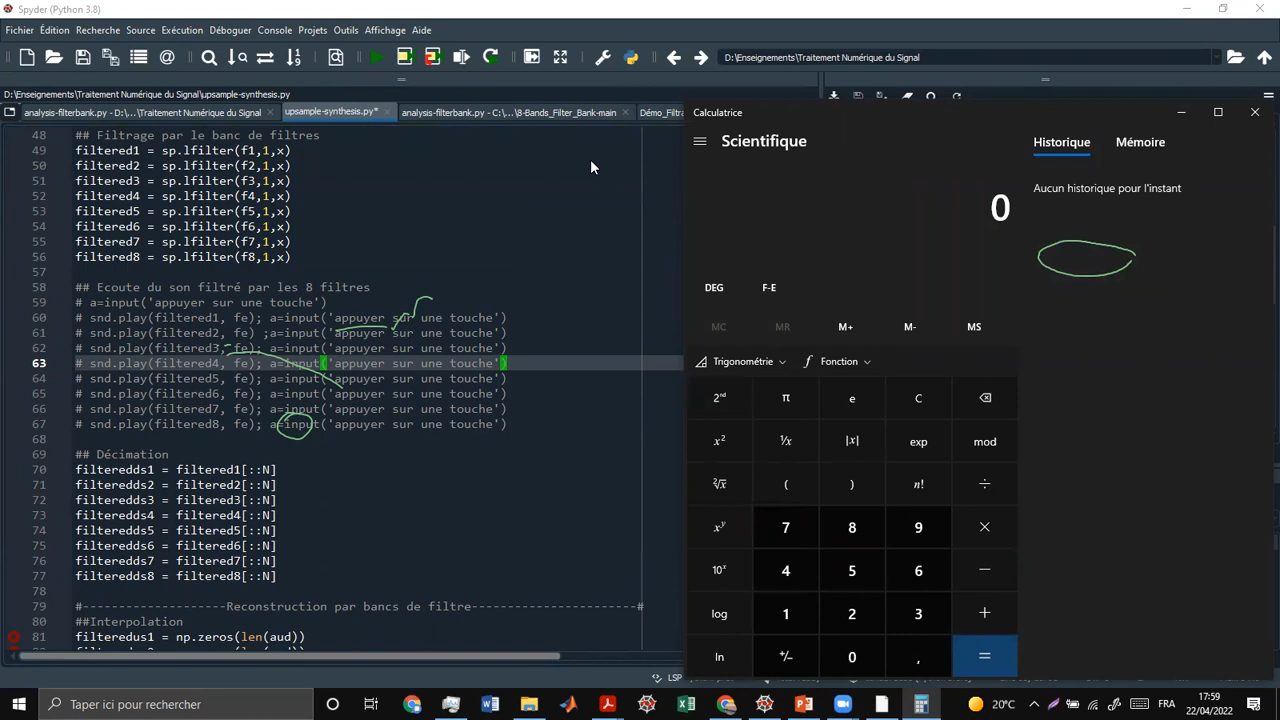 Spyder (Python 3.8)
Fichier Édition Recherche Source Exécution Déboguer Console Projets Outils Affichage Aide
D:\Enseignements\Traitement Numérique du Signal
D:\Enseignements\Traitement Numérique du Signal\upsample-synthesis.py
analysis-filterbank.py - D:\...\Traitement Numérique du Signal
upsample-synthesis.py*
analysis-filterbank.py - C:\...\8-Bands_Filter_Bank-main
Démo_Filtra
48 ## Filtrage par le banc de filtres
49 filtered1 = sp.lfilter(f1,1,x)
50 filtered2 = sp.lfilter(f2,1,x)
51 filtered3 = sp.lfilter(f3,1,x)
52 filtered4 = sp.lfilter(f4,1,x)
53 filtered5 = sp.lfilter(f5,1,x)
54 filtered6 = sp.lfilter(f6,1,x)
55 filtered7 = sp.lfilter(f7,1,x)
56 filtered8 = sp.lfilter(f8,1,x)
57
58 ## Ecoute du son filtré par les 8 filtres
59 # a=input('appuyer sur une touche')
60 # snd.play(filtered1, fe); a=input('appuyer sur une touche')
61 # snd.play(filtered2, fe) ;a=input('appuyer sur une touche')
62 # snd.play(filtered3, fe); a=input('appuyer sur une touche')
63 # snd.play(filtered4, fe); a=input('appuyer sur une touche')
64 # snd.play(filtered5, fe); a=input('appuyer sur une touche')
65 # snd.play(filtered6, fe); a=input('appuyer sur une touche')
66 # snd.play(filtered7, fe); a=input('appuyer sur une touche')
67 # snd.play(filtered8, fe); a=input('appuyer sur une touche')
68
69 ## Décimation
70 filteredds1 = filtered1[::N]
71 filteredds2 = filtered2[::N]
72 filteredds3 = filtered3[::N]
73 filteredds4 = filtered4[::N]
74 filteredds5 = filtered5[::N]
75 filteredds6 = filtered6[::N]
76 filteredds7 = filtered7[::N]
77 filteredds8 = filtered8[::N]
78
79 #-------------------Reconstruction par bancs de filtre-----------------------#
80 ##Interpolation
81 filteredus1 = np.zeros(len(aud))
LSP
Calculatrice
Scientifique
Historique Mémoire
Aucun historique pour l'instant
0
DEG F-E
MC MR M+ M- MS
Trigonométrie Fonction
2nd π e C
x² ¹/x |x| exp mod
²√x ( ) n! ÷
xʸ 7 8 9 ×
10ˣ 4 5 6 −
log 1 2 3 +
ln +/- 0 , =
Taper ici pour rechercher
20°C
FRA
17:59
22/04/2022